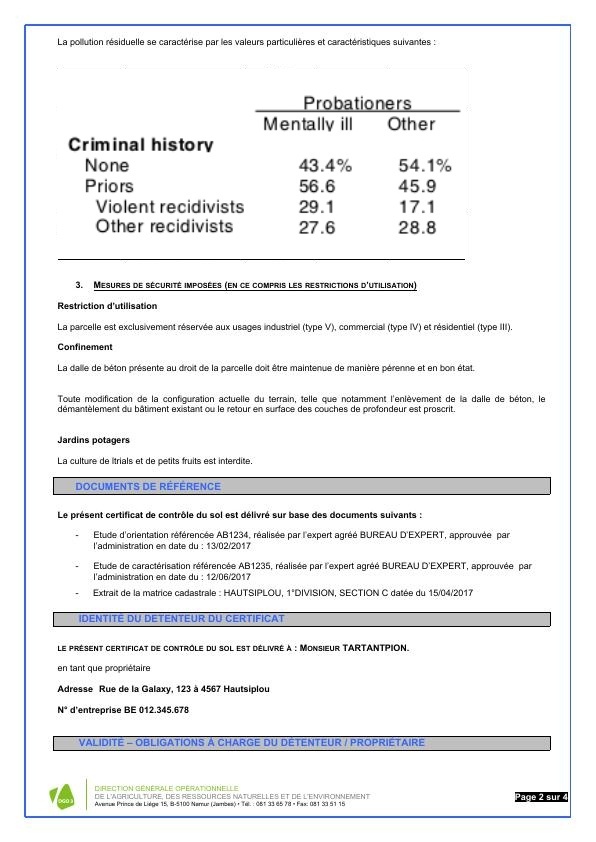 La pollution résiduelle se caractérise par les valeurs particulières et caractéristiques suivantes :
Probationers
Mentally ill Other
Criminal history
None 43.4% 54.1%
Priors 56.6 45.9
Violent recidivists 29.1 17.1
Other recidivists 27.6 28.8
3. MESURES DE SÉCURITÉ IMPOSÉES (EN CE COMPRIS LES RESTRICTIONS D'UTILISATION)
Restriction d'utilisation
La parcelle est exclusivement réservée aux usages industriel (type V), commercial (type IV) et résidentiel (type III).
Confinement
La dalle de béton présente au droit de la parcelle doit être maintenue de manière pérenne et en bon état.
Toute modification de la configuration actuelle du terrain, telle que notamment l'enlèvement de la dalle de béton, le
démantèlement du bâtiment existant ou le retour en surface des couches de profondeur est proscrit.
Jardins potagers
La culture de ltrials et de petits fruits est interdite.
DOCUMENTS DE RÉFÉRENCE
Le présent certificat de contrôle du sol est délivré sur base des documents suivants :
- Etude d'orientation référencée AB1234, réalisée par l'expert agréé BUREAU D'EXPERT, approuvée par
l'administration en date du : 13/02/2017
- Etude de caractérisation référencée AB1235, réalisée par l'expert agréé BUREAU D'EXPERT, approuvée par
l'administration en date du : 12/06/2017
- Extrait de la matrice cadastrale : HAUTSIPLOU, 1°DIVISION, SECTION C datée du 15/04/2017
IDENTITÉ DU DETENTEUR DU CERTIFICAT
LE PRÉSENT CERTIFICAT DE CONTRÔLE DU SOL EST DÉLIVRÉ À : MONSIEUR TARTANTPION.
en tant que propriétaire
Adresse Rue de la Galaxy, 123 à 4567 Hautsiplou
N° d'entreprise BE 012.345.678
VALIDITÉ – OBLIGATIONS À CHARGE DU DÉTENTEUR / PROPRIÉTAIRE
DGO 3
DIRECTION GÉNÉRALE OPÉRATIONNELLE
DE L'AGRICULTURE, DES RESSOURCES NATURELLES ET DE L'ENVIRONNEMENT
Avenue Prince de Liège 15, B-5100 Namur (Jambes) • Tél. : 081 33 65 78 • Fax: 081 33 51 15
Page 2 sur 4